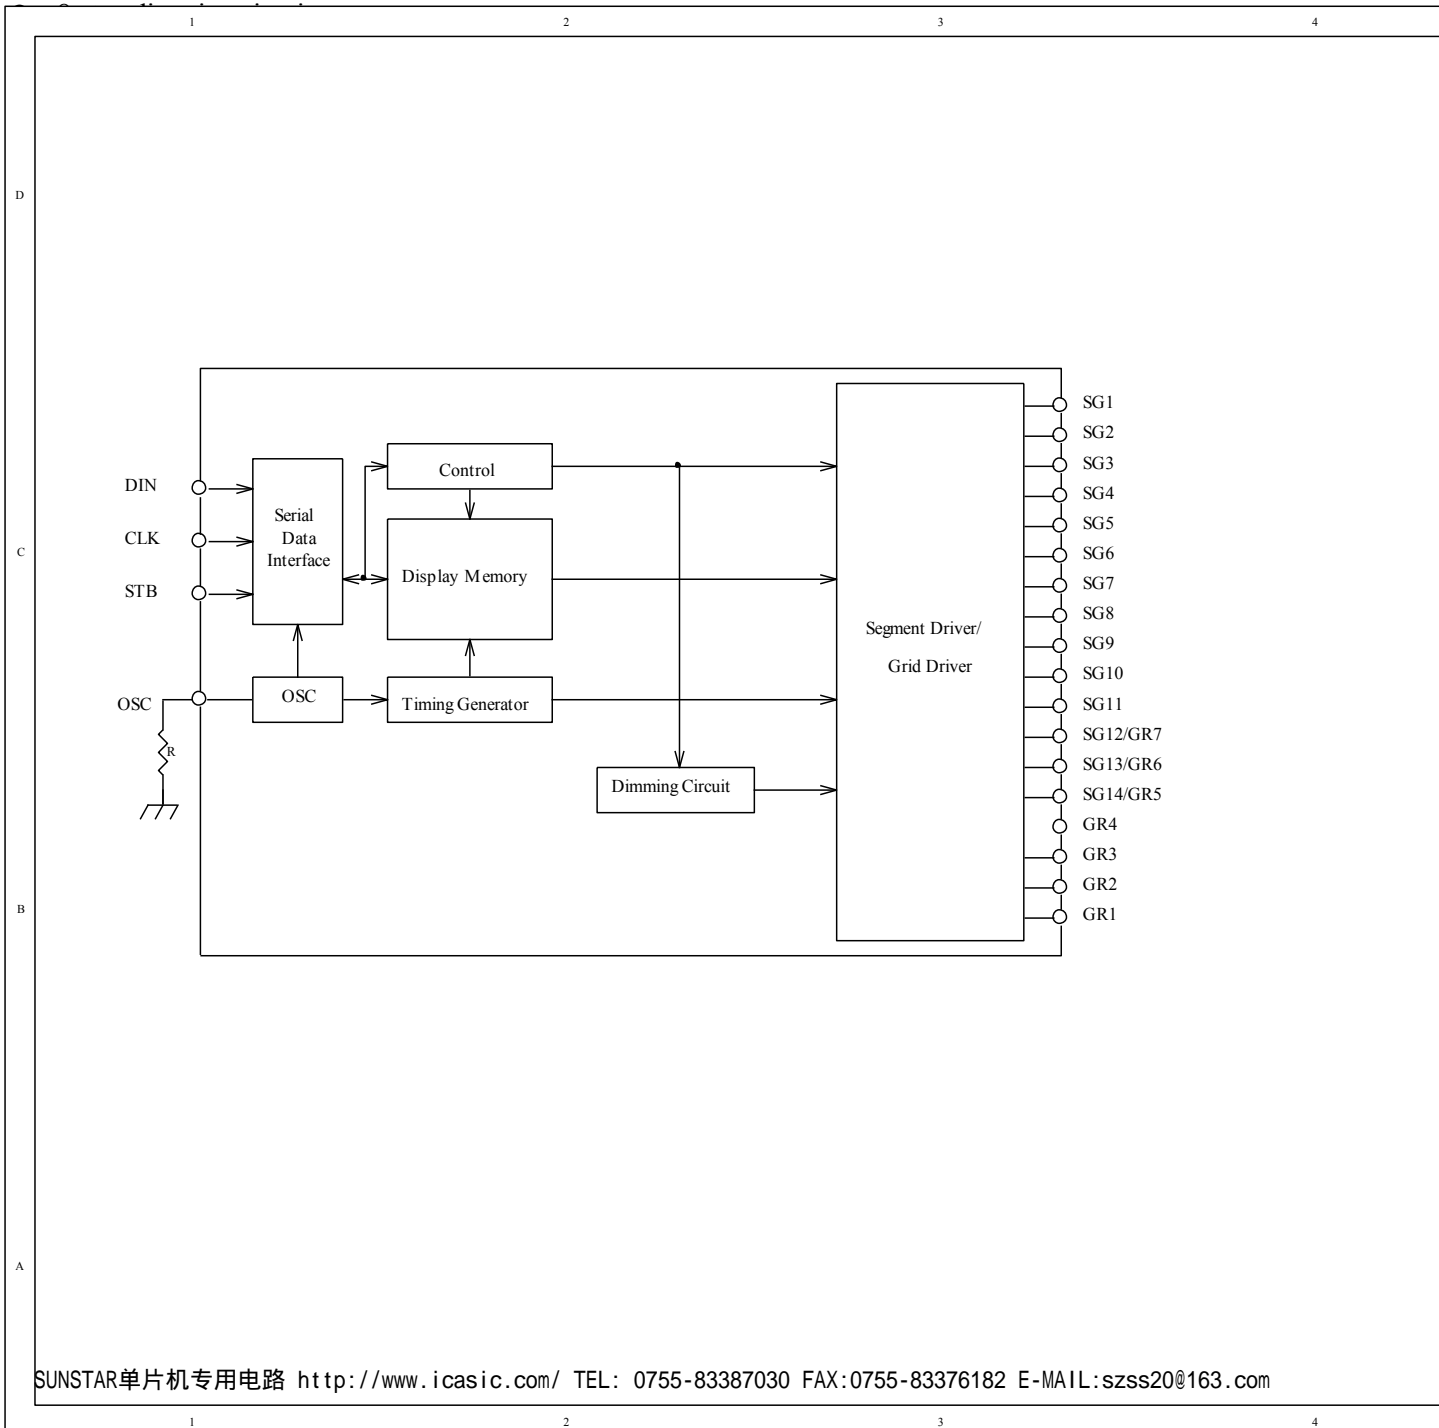 1 2 3 4
D
SG1
SG2
SG3
Control
DIN
SG4
Serial
Data
Interface
SG5
CLK
C
SG6
Display Memory
STB
SG7
SG8
Segment Driver/
SG9
Grid Driver
SG10
OSC
OSC
Timing Generator
SG11
SG12/GR7
R
SG13/GR6
Dimming Circuit
SG14/GR5
GR4
GR3
GR2
B
GR1
A
SUNSTAR单片机专用电路 http://www.icasic.com/ TEL: 0755-83387030 FAX:0755-83376182 E-MAIL:szss20@163.com
1 2 3 4